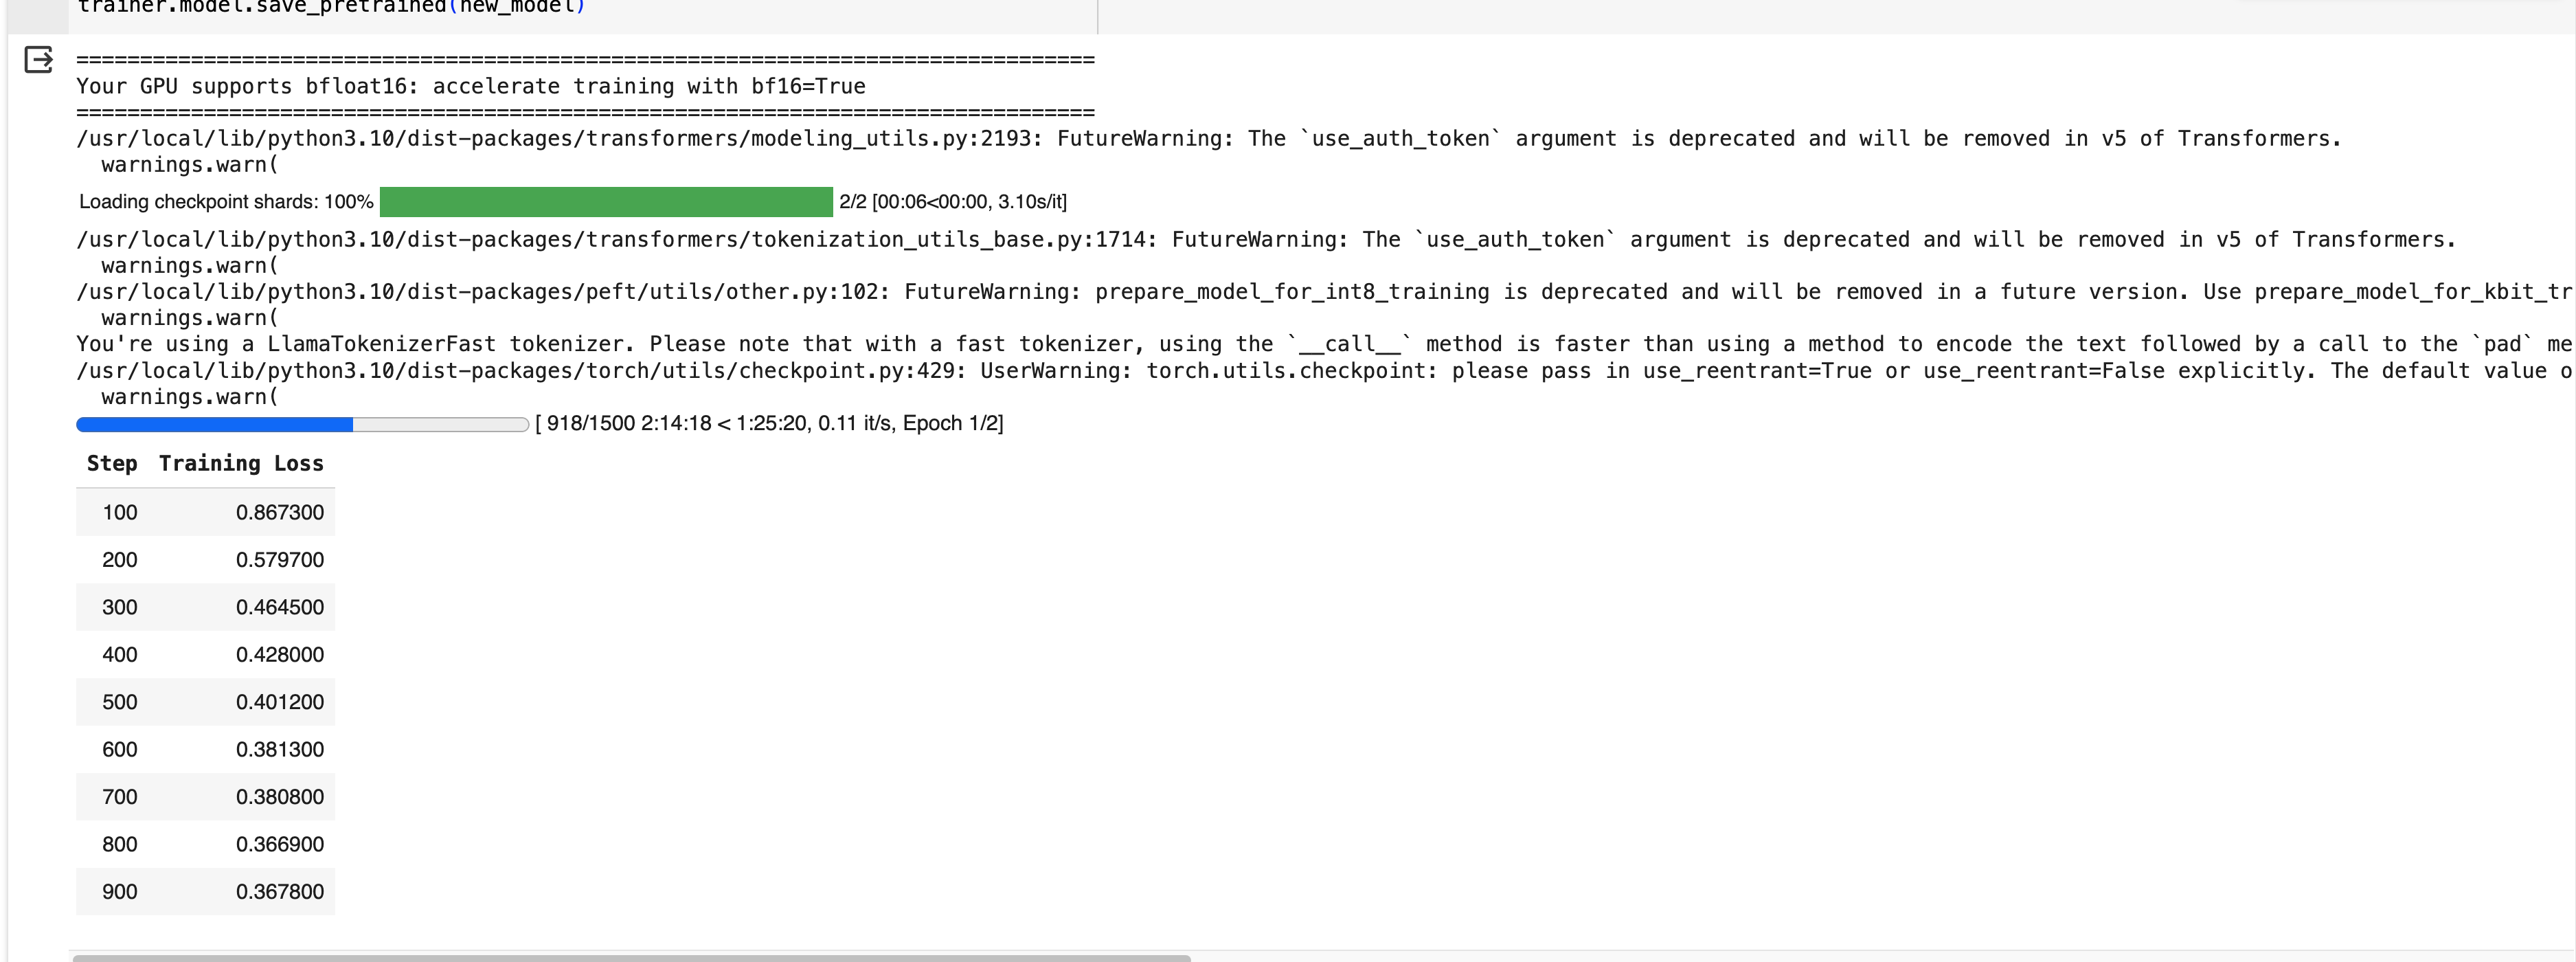 trainer.model.save_pretrained(new_model)
================================================================================
Your GPU supports bfloat16: accelerate training with bf16=True
================================================================================
/usr/local/lib/python3.10/dist-packages/transformers/modeling_utils.py:2193: FutureWarning: The `use_auth_token` argument is deprecated and will be removed in v5 of Transformers.
  warnings.warn(
Loading checkpoint shards: 100% 2/2 [00:06<00:00, 3.10s/it]
/usr/local/lib/python3.10/dist-packages/transformers/tokenization_utils_base.py:1714: FutureWarning: The `use_auth_token` argument is deprecated and will be removed in v5 of Transformers.
  warnings.warn(
/usr/local/lib/python3.10/dist-packages/peft/utils/other.py:102: FutureWarning: prepare_model_for_int8_training is deprecated and will be removed in a future version. Use prepare_model_for_kbit_tr
  warnings.warn(
You're using a LlamaTokenizerFast tokenizer. Please note that with a fast tokenizer, using the `__call__` method is faster than using a method to encode the text followed by a call to the `pad` me
/usr/local/lib/python3.10/dist-packages/torch/utils/checkpoint.py:429: UserWarning: torch.utils.checkpoint: please pass in use_reentrant=True or use_reentrant=False explicitly. The default value o
  warnings.warn(
[ 918/1500 2:14:18 < 1:25:20, 0.11 it/s, Epoch 1/2]
Step Training Loss
100 0.867300
200 0.579700
300 0.464500
400 0.428000
500 0.401200
600 0.381300
700 0.380800
800 0.366900
900 0.367800